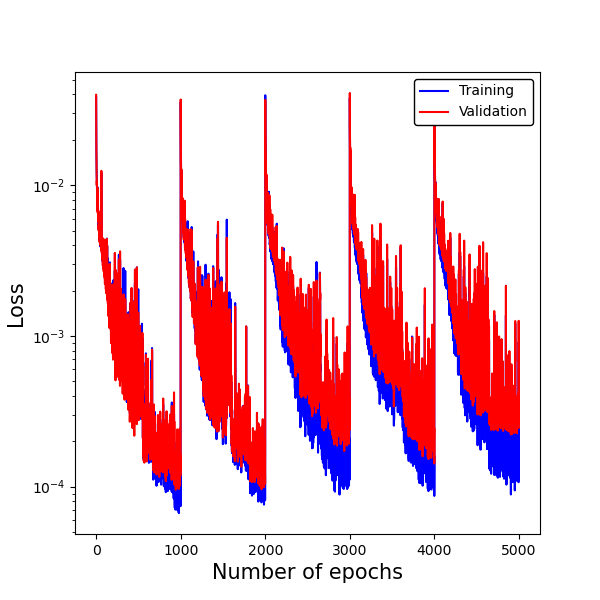 Training
Validation
10⁻²
10⁻³
10⁻⁴
Loss
0 1000 2000 3000 4000 5000
Number of epochs